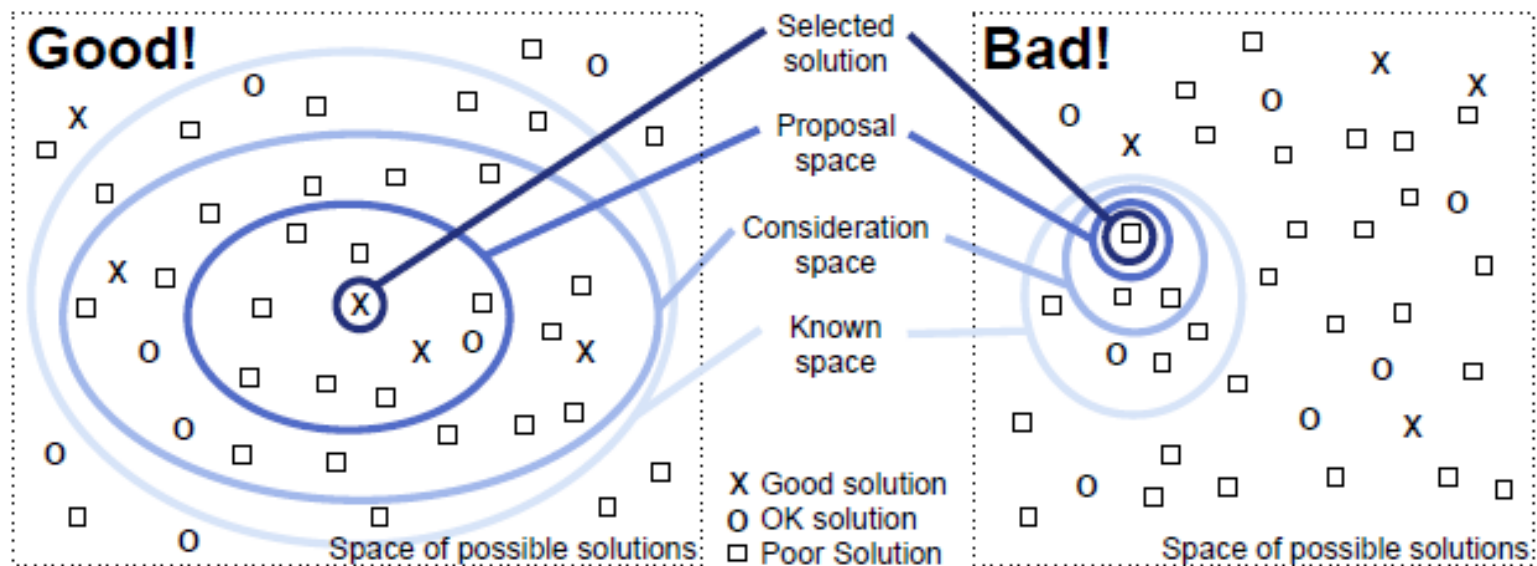 Good!
Selected
solution
Proposal
space
Consideration
space
Known
space
X Good solution
O OK solution
Poor Solution
Space of possible solutions
Bad!
Space of possible solutions